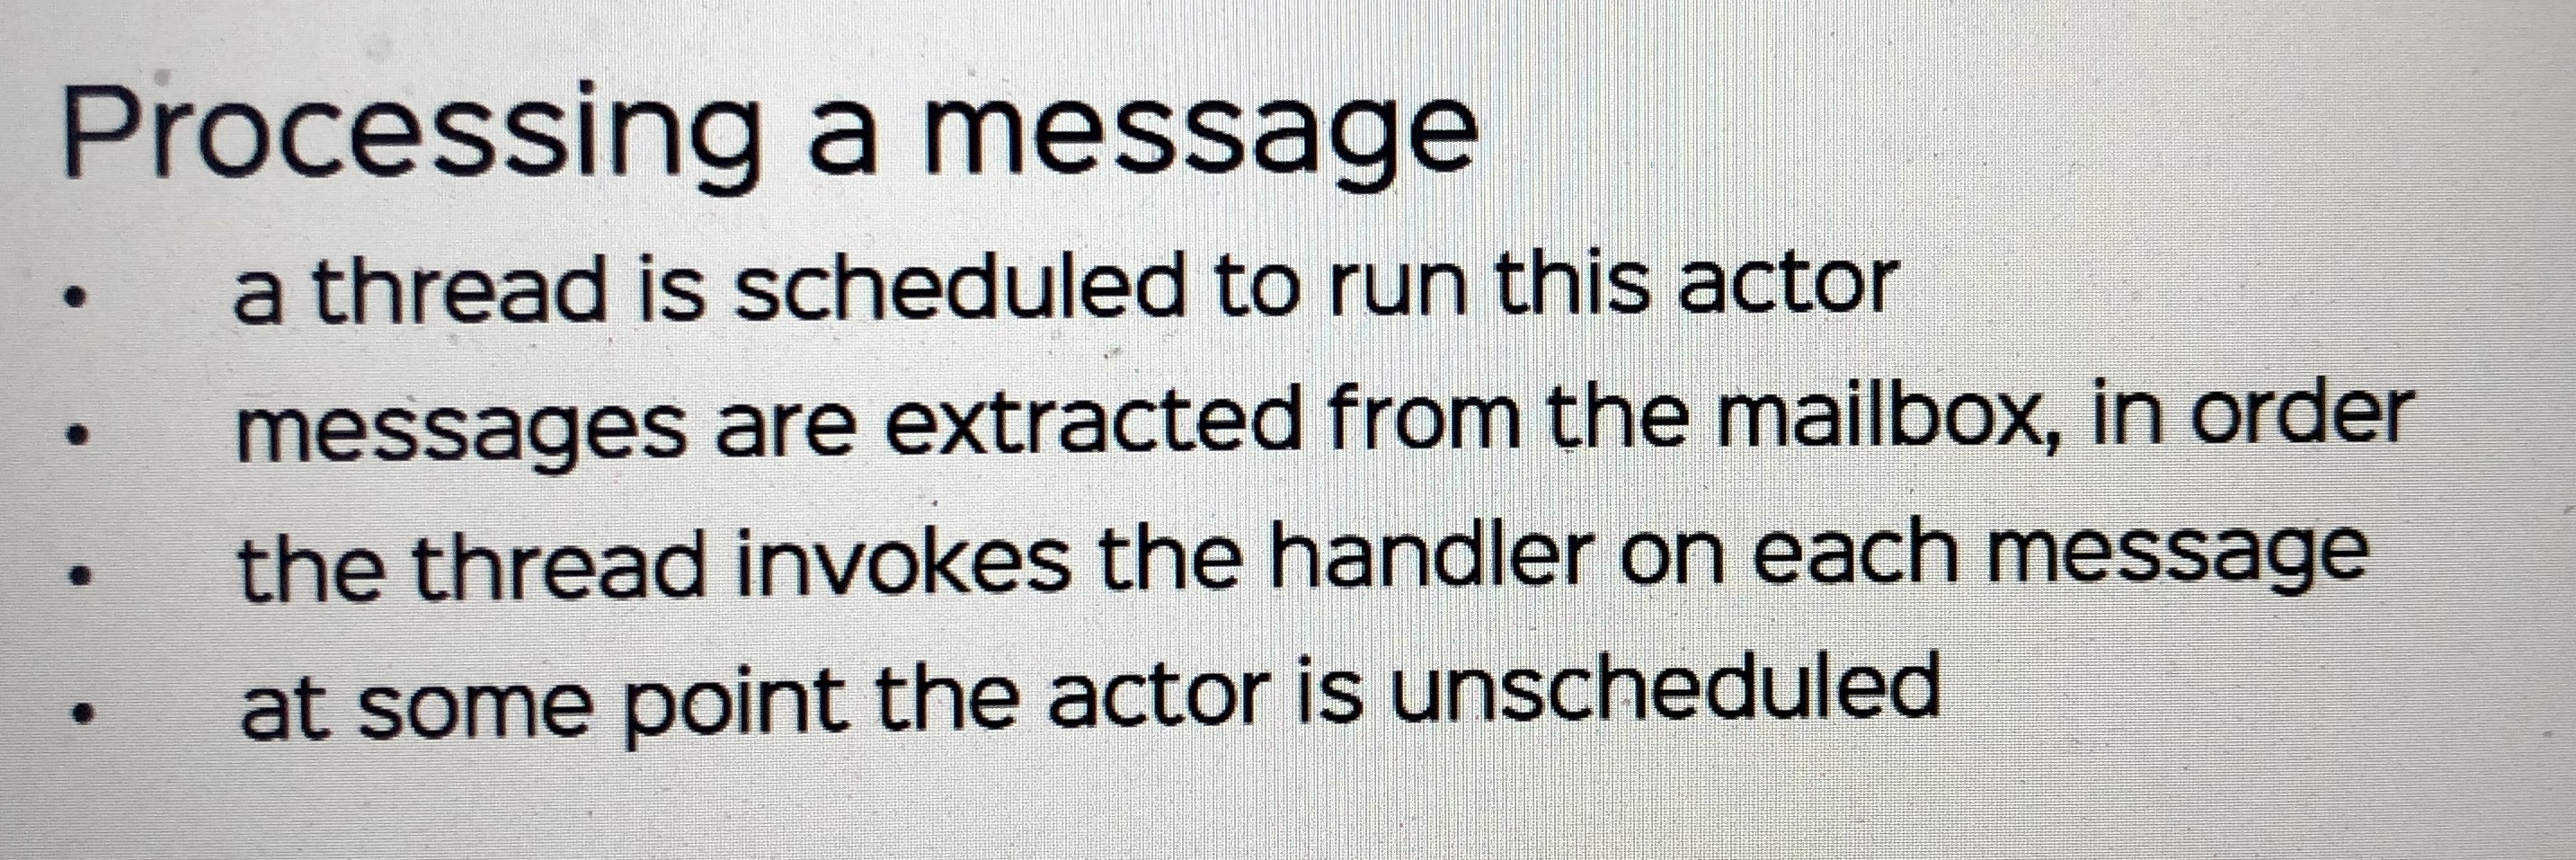 Processing a message
• a thread is scheduled to run this actor
• messages are extracted from the mailbox, in order
• the thread invokes the handler on each message
• at some point the actor is unscheduled